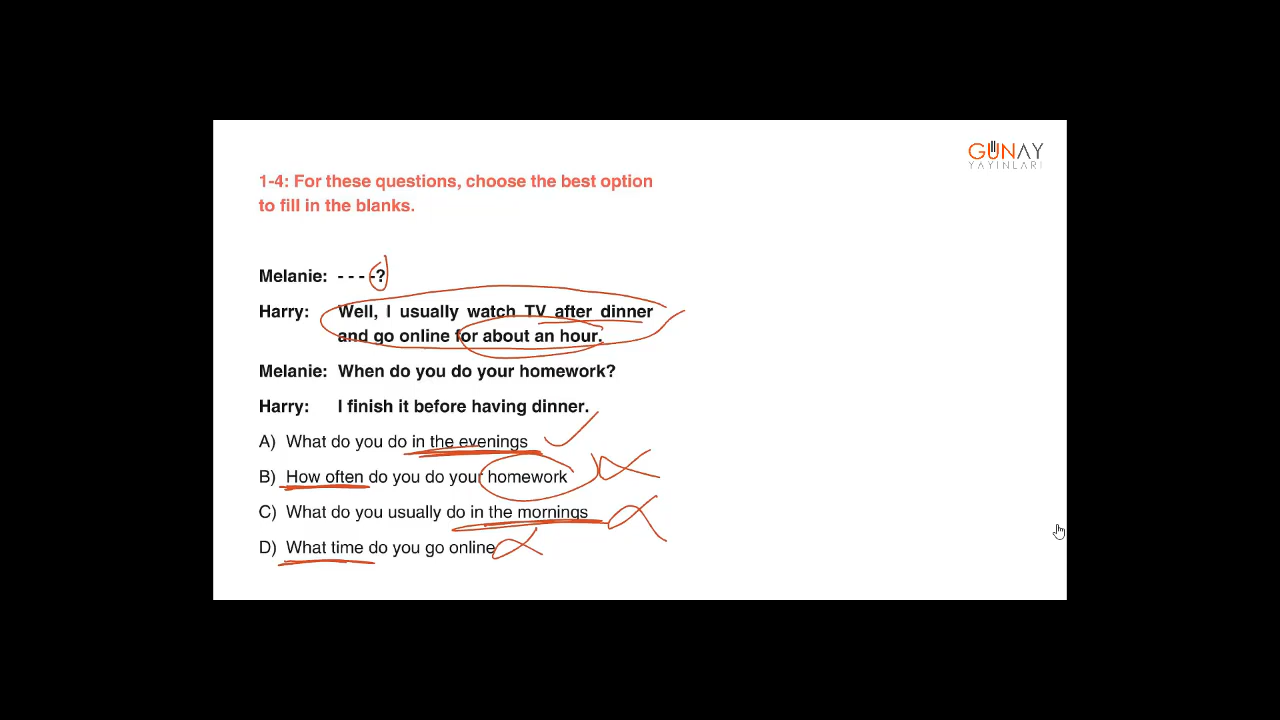 GÜNAY
YAYINLARI
1-4: For these questions, choose the best option
to fill in the blanks.
Melanie: - - - -?
Harry: Well, I usually watch TV after dinner
and go online for about an hour.
Melanie: When do you do your homework?
Harry: I finish it before having dinner.
A) What do you do in the evenings
B) How often do you do your homework
C) What do you usually do in the mornings
D) What time do you go online